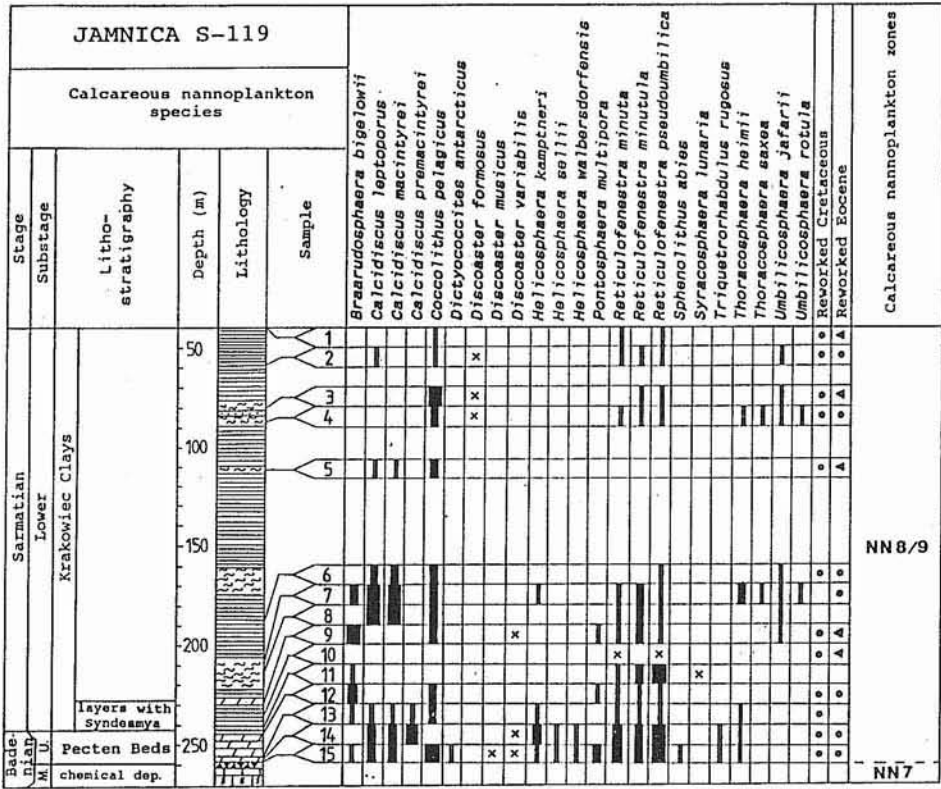 JAMNICA S-119
Calcareous nannoplankton
species
Stage
Substage
Litho-
stratigraphy
Depth (m)
Lithology
Sample
Braarudosphaera bigelowii
Calcidiscus leptoporus
Calcidiscus macintyrei
Calcidiscus premacintyrei
Coccolithus pelagicus
Dictyococcites antarcticus
Discoaster formosus
Discoaster musicus
Discoaster variabilis
Helicosphaera kamptneri
Helicosphaera sellii
Helicosphaera walbersdorfensis
Pontosphaera multipora
Reticulofenestra minuta
Reticulofenestra minutula
Reticulofenestra pseudoumbilica
Sphenolithus abies
Syracosphaera lunaria
Triquetrorhabdulus rugosus
Thoracosphaera heimii
Thoracosphaera saxea
Umbilicosphaera jafarii
Umbilicosphaera rotula
Reworked Cretaceous
Reworked Eocene
Calcareous nannoplankton zones
Sarmatian
Lower
Krakowiec Clays
layers with
Syndesmya
Bade-
nian
U.
Pecten Beds
M.
chemical dep.
50
100
150
200
250
1
2
3
4
5
6
7
8
9
10
11
12
13
14
15
NN 8/9
NN7